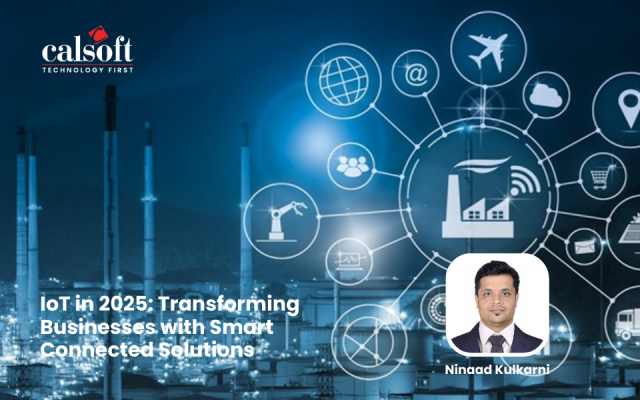 calsoft
TECHNOLOGY FIRST
@
IoT in 2025: Transforming
Businesses with Smart
Connected Solutions
Ninaad Kulkarni